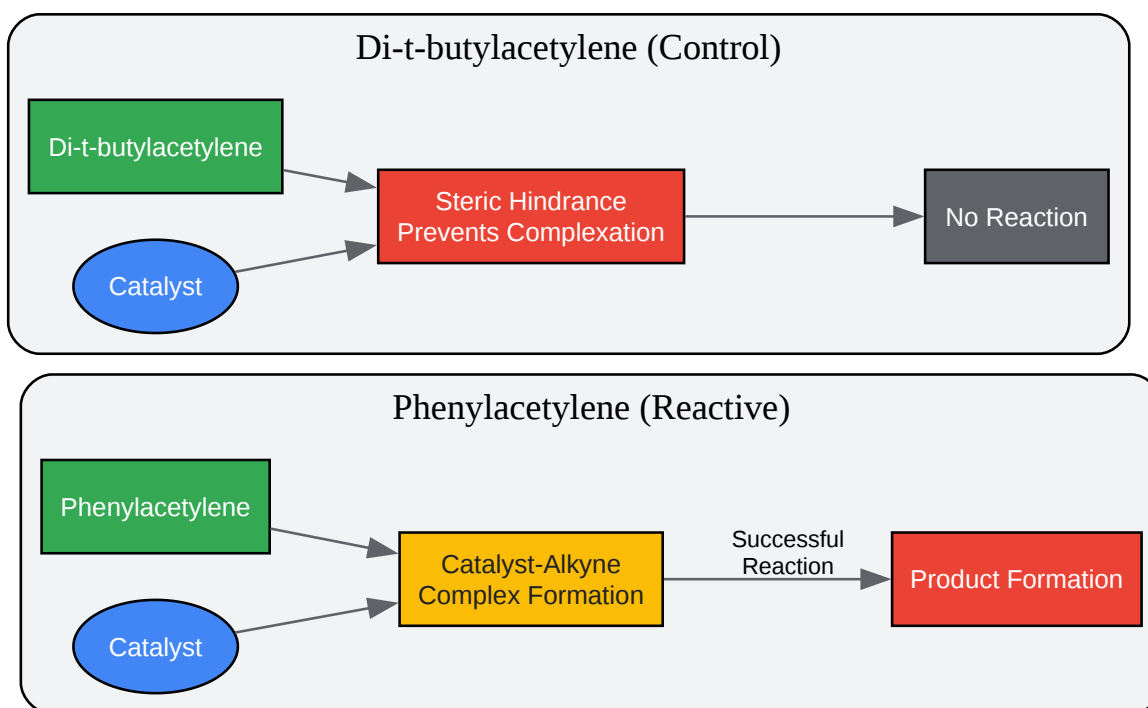 Di-t-butylacetylene (Control)
Di-t-butylacetylene
Steric Hindrance
Prevents Complexation
No Reaction
Catalyst
Phenylacetylene (Reactive)
Phenylacetylene
Catalyst-Alkyne
Complex Formation
Successful
Reaction
Product Formation
Catalyst